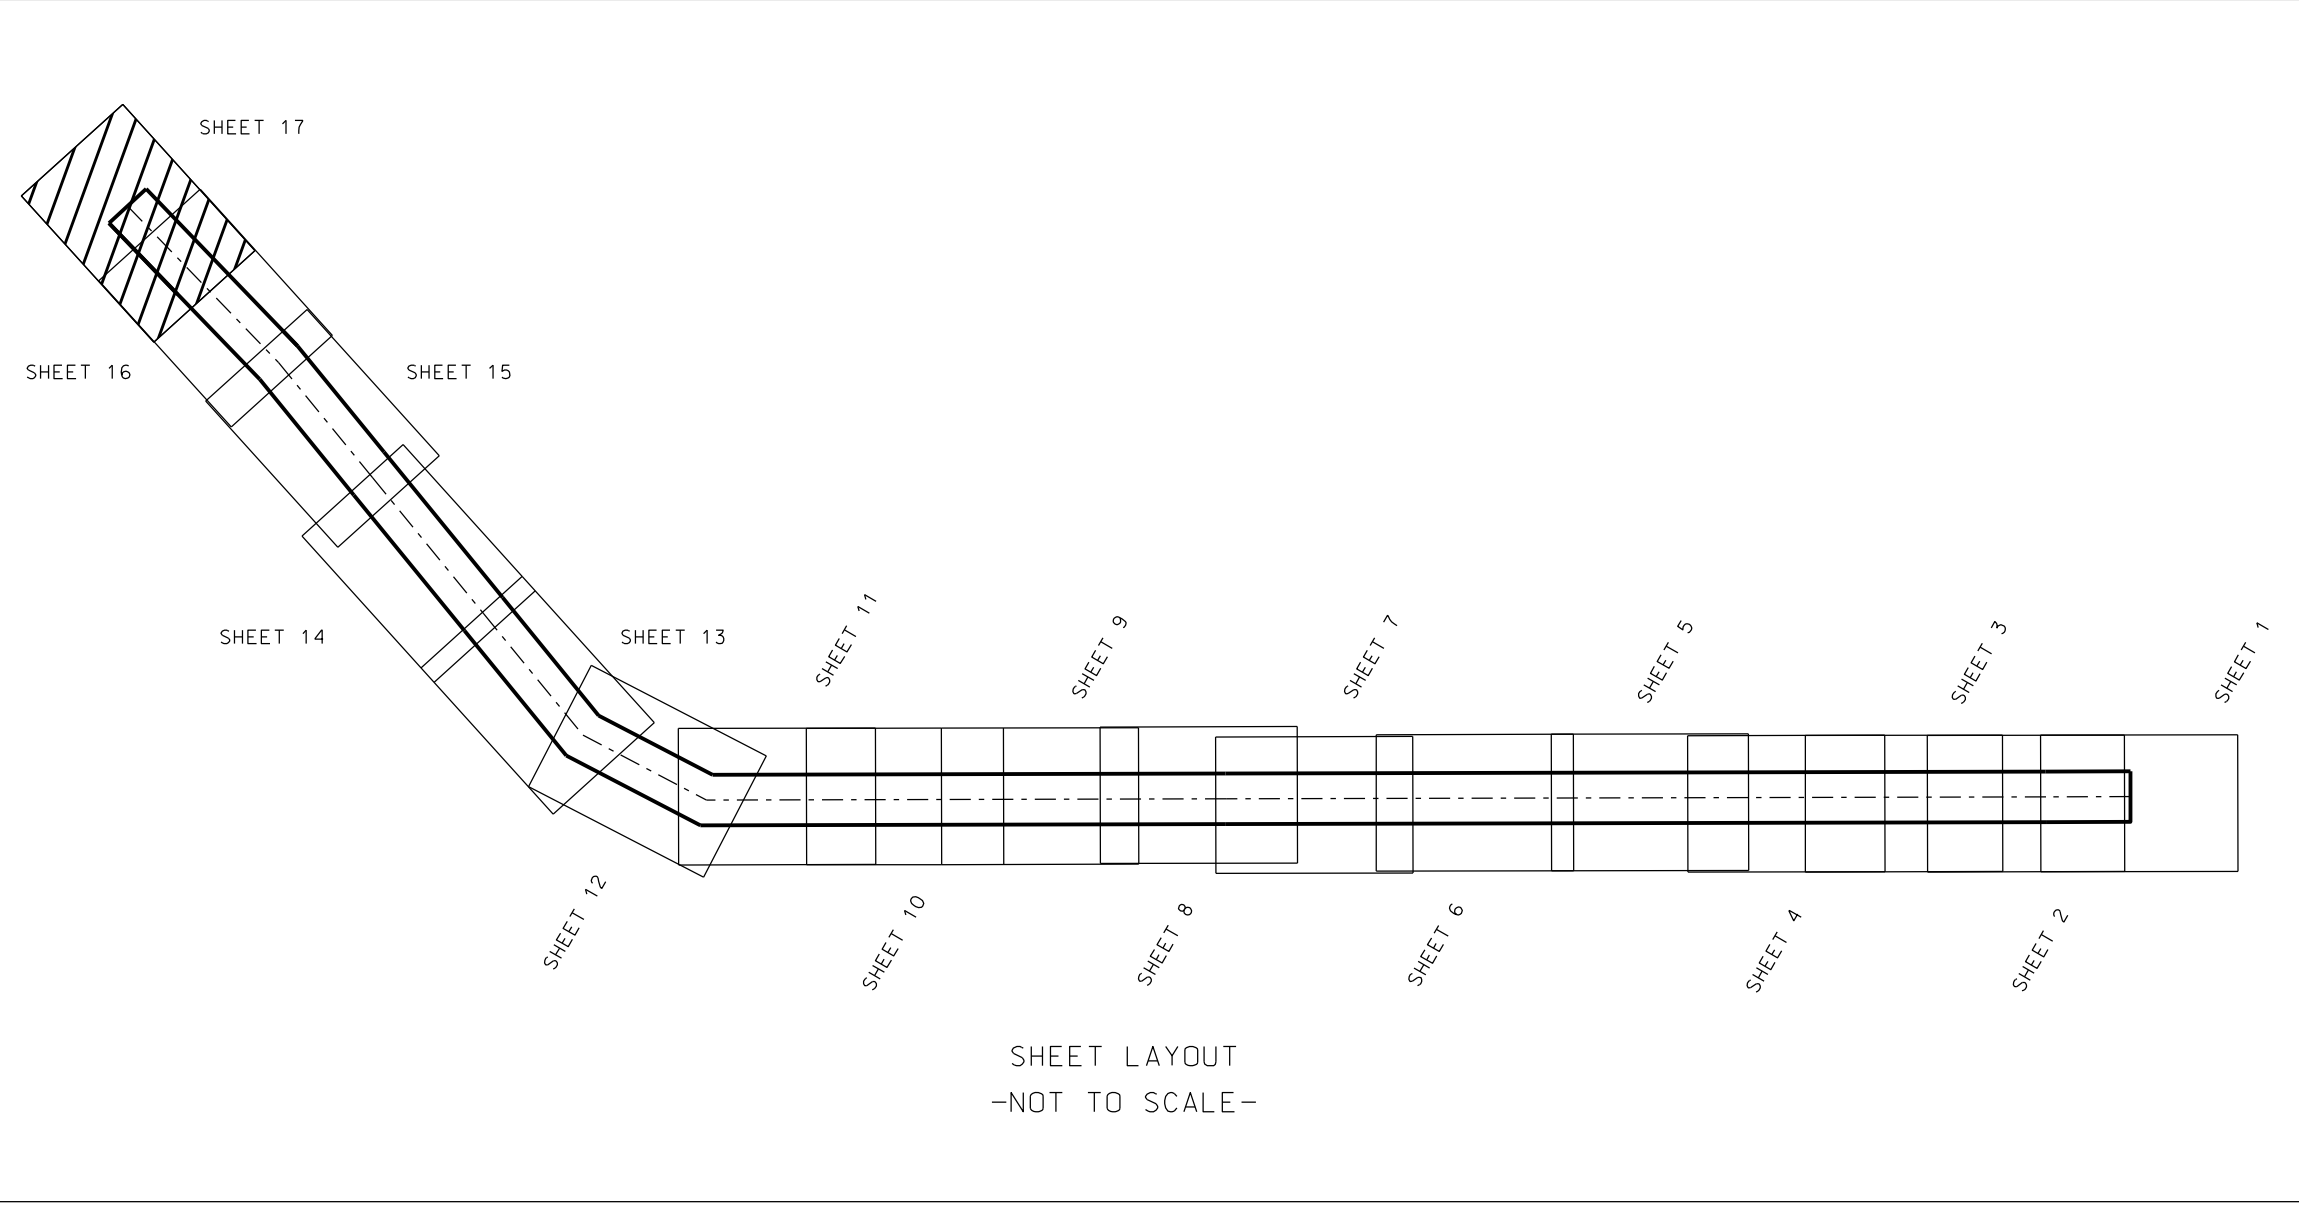 SHEET 17
SHEET 16
SHEET 15
SHEET 14
SHEET 13
SHEET 11
SHEET 9
SHEET 7
SHEET 5
SHEET 3
SHEET 1
SHEET 12
SHEET 10
SHEET 8
SHEET 6
SHEET 4
SHEET 2
SHEET LAYOUT
-NOT TO SCALE-